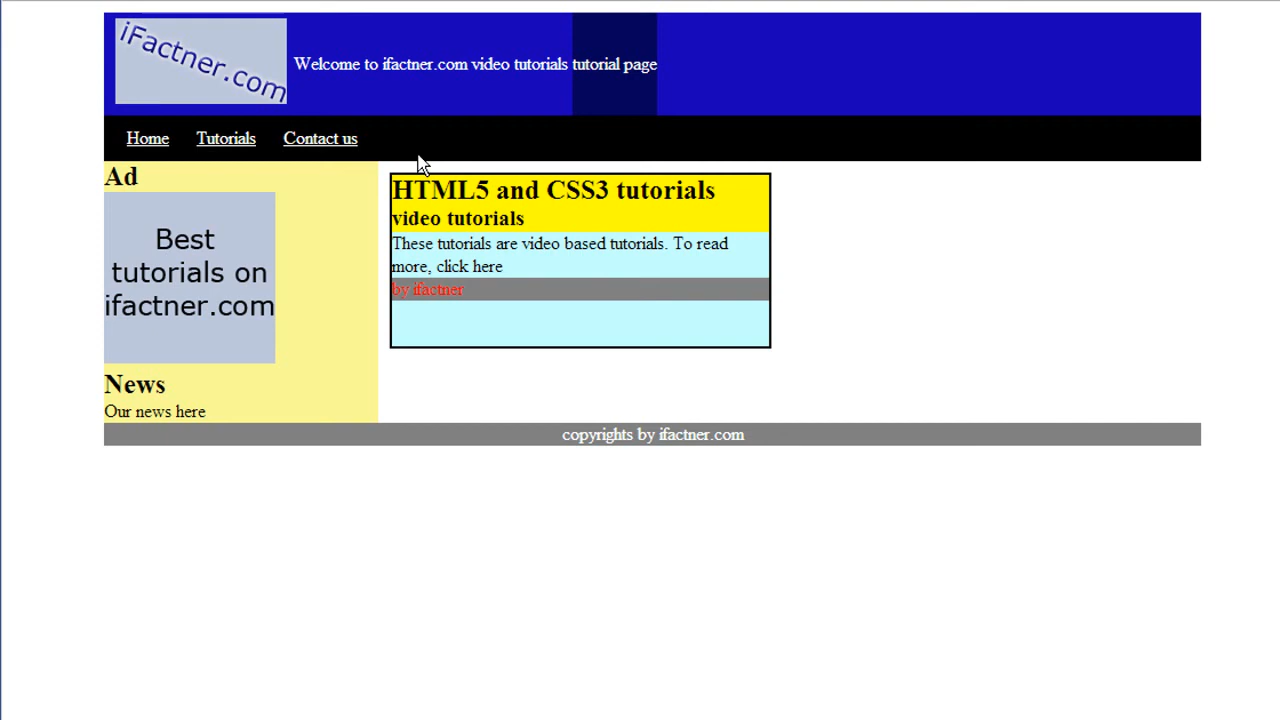 iFactner.com
Welcome to ifactner.com video tutorials tutorial page
Home Tutorials Contact us
Ad
Best
tutorials on
ifactner.com
News
Our news here
HTML5 and CSS3 tutorials
video tutorials
These tutorials are video based tutorials. To read
more, click here
by ifactner
copyrights by ifactner.com